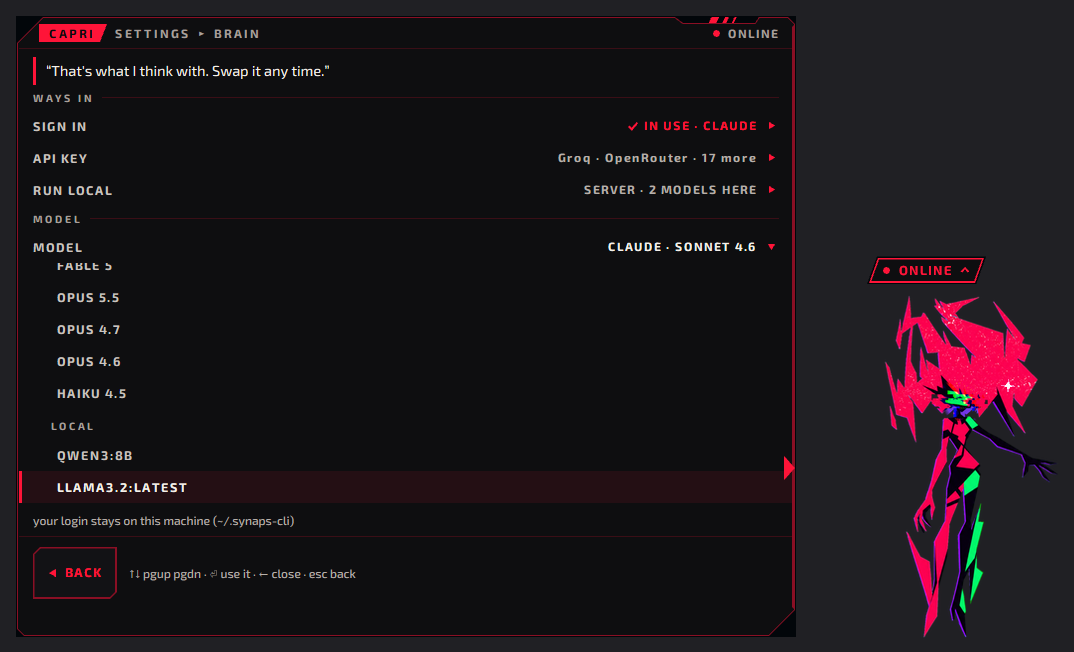 CAPRI SETTINGS ▸ BRAIN ● ONLINE
"That's what I think with. Swap it any time."
WAYS IN
SIGN IN ✓ IN USE · CLAUDE ▶
API KEY Groq · OpenRouter · 17 more ▶
RUN LOCAL SERVER · 2 MODELS HERE ▶
MODEL
MODEL CLAUDE · SONNET 4.6 ▼
FABLE 5
OPUS 5.5
OPUS 4.7
OPUS 4.6
HAIKU 4.5
LOCAL
QWEN3:8B
LLAMA3.2:LATEST
your login stays on this machine (~/.synaps-cli)
◀ BACK ↑↓ pgup pgdn · ⏎ use it · ← close · esc back
● ONLINE ^